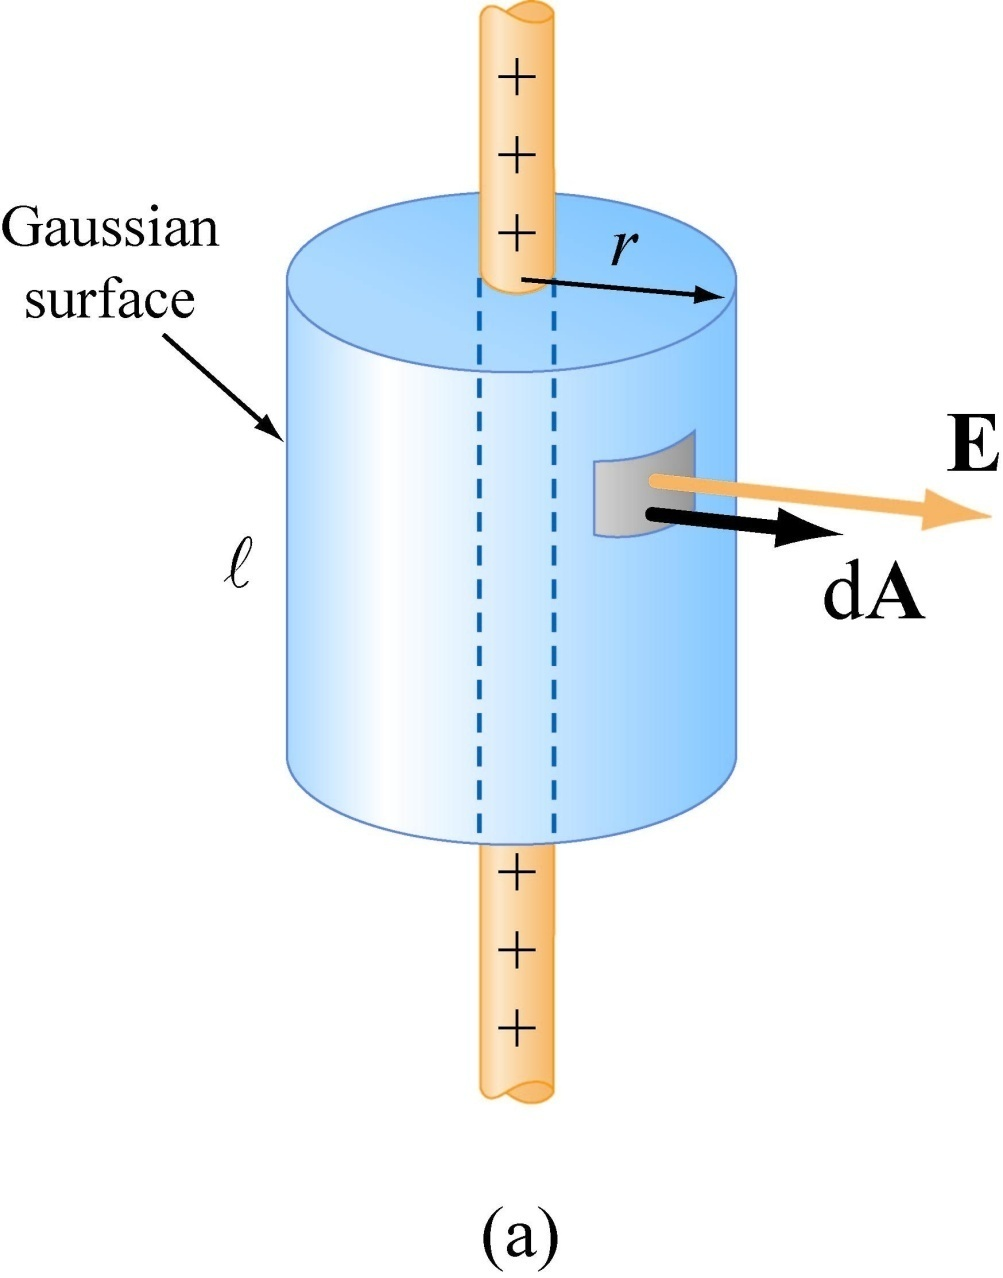 +
+
+
r
Gaussian
surface
E
ℓ
dA
+
+
+
(a)